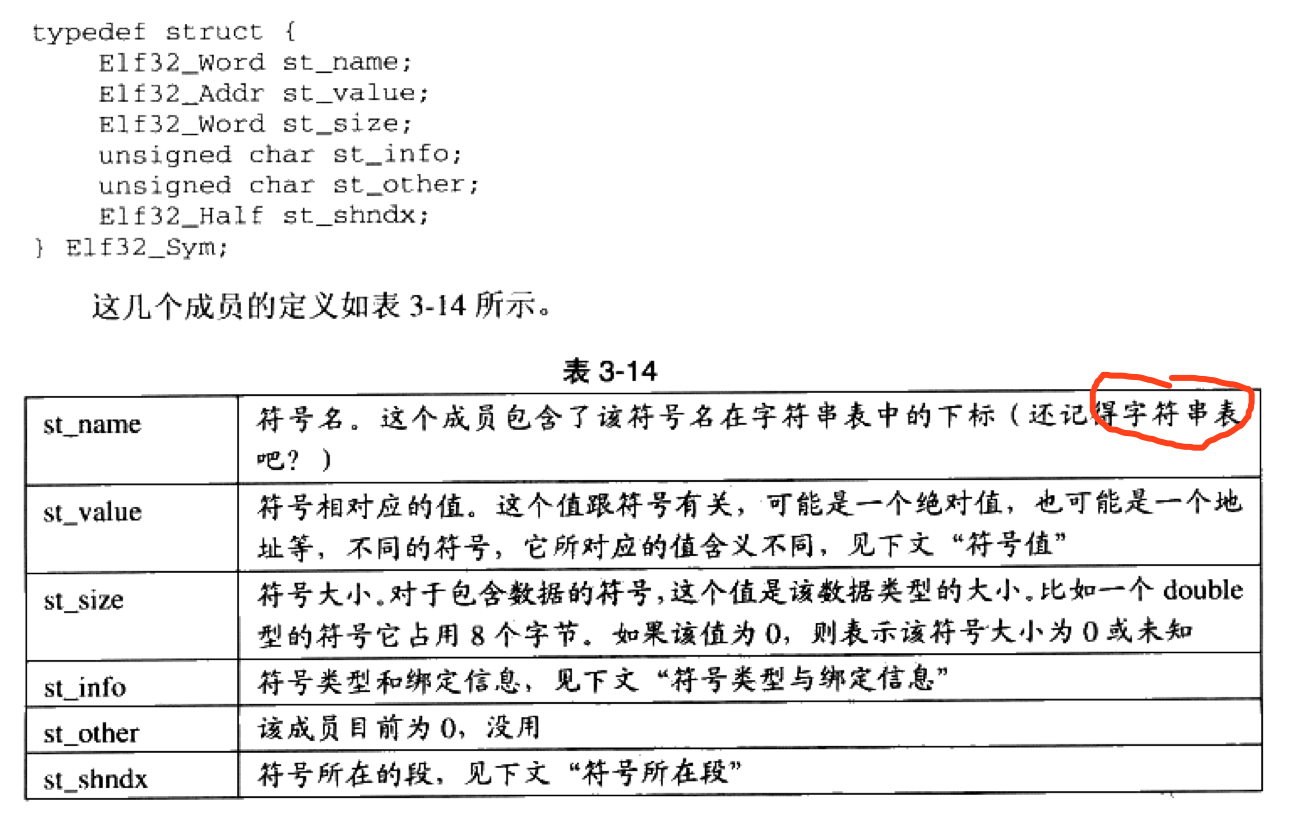 typedef struct {
Elf32_Word st_name;
Elf32_Addr st_value;
Elf32_Word st_size;
unsigned char st_info;
unsigned char st_other;
Elf32_Half st_shndx;
} Elf32_Sym;
这几个成员的定义如表 3-14 所示。
表 3-14
st_name 符号名。这个成员包含了该符号名在字符串表中的下标（还记得字符串表
吧？）
st_value 符号相对应的值。这个值跟符号有关，可能是一个绝对值，也可能是一个地
址等，不同的符号，它所对应的值含义不同，见下文“符号值”
st_size 符号大小。对于包含数据的符号，这个值是该数据类型的大小。比如一个 double
型的符号它占用 8 个字节。如果该值为 0，则表示该符号大小为 0 或未知
st_info 符号类型和绑定信息，见下文“符号类型与绑定信息”
st_other 该成员目前为 0，没用
st_shndx 符号所在的段，见下文“符号所在段”